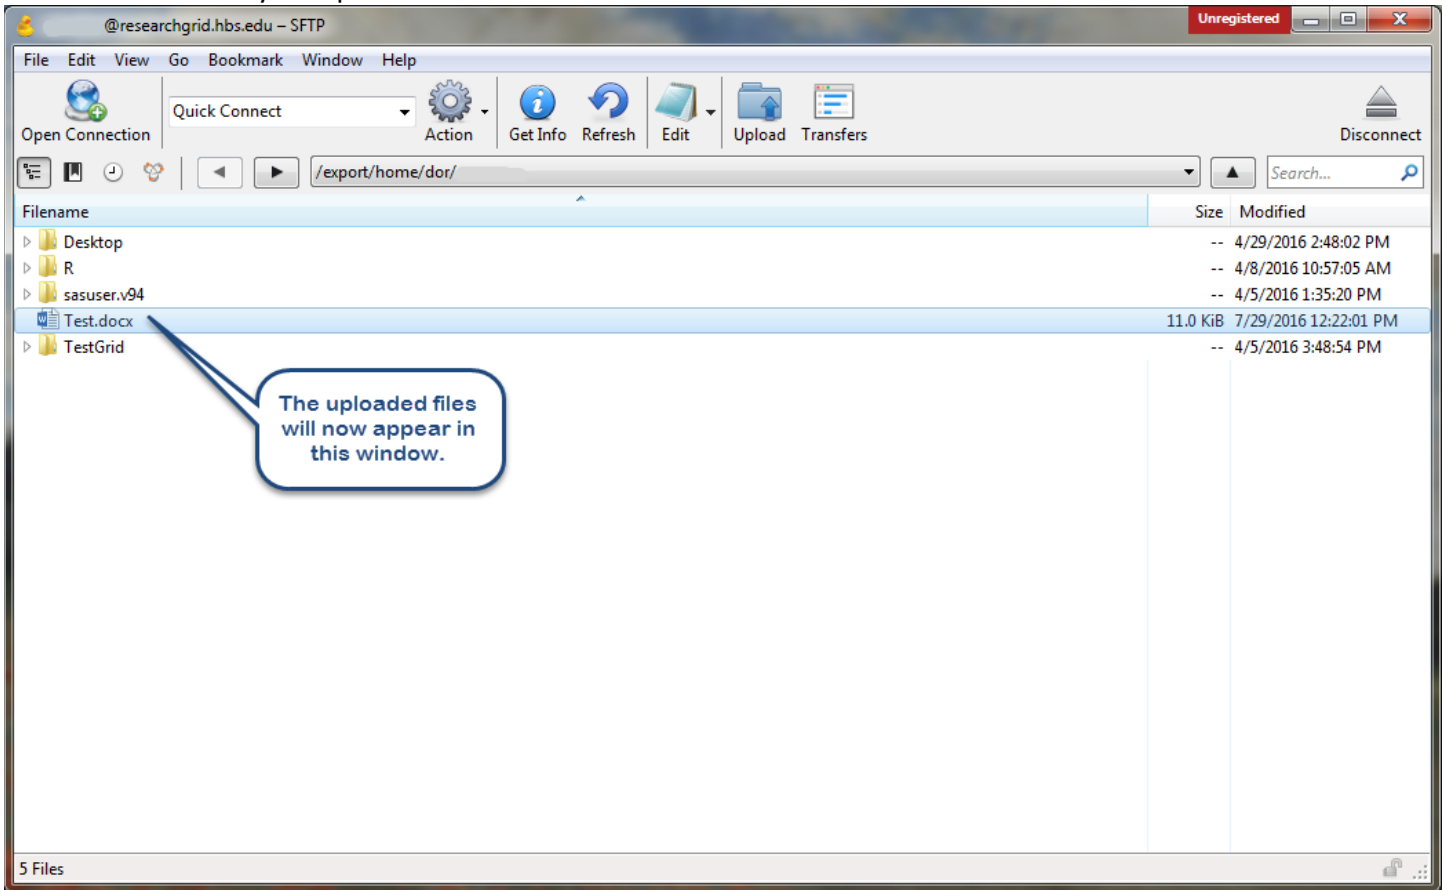 @researchgrid.hbs.edu – SFTP
Unregistered
File Edit View Go Bookmark Window Help
Open Connection
Quick Connect
Action
Get Info
Refresh
Edit
Upload
Transfers
Disconnect
/export/home/dor/
Search...
Filename Size Modified
Desktop -- 4/29/2016 2:48:02 PM
R -- 4/8/2016 10:57:05 AM
sasuser.v94 -- 4/5/2016 1:35:20 PM
Test.docx 11.0 KiB 7/29/2016 12:22:01 PM
TestGrid -- 4/5/2016 3:48:54 PM
The uploaded files
will now appear in
this window.
5 Files